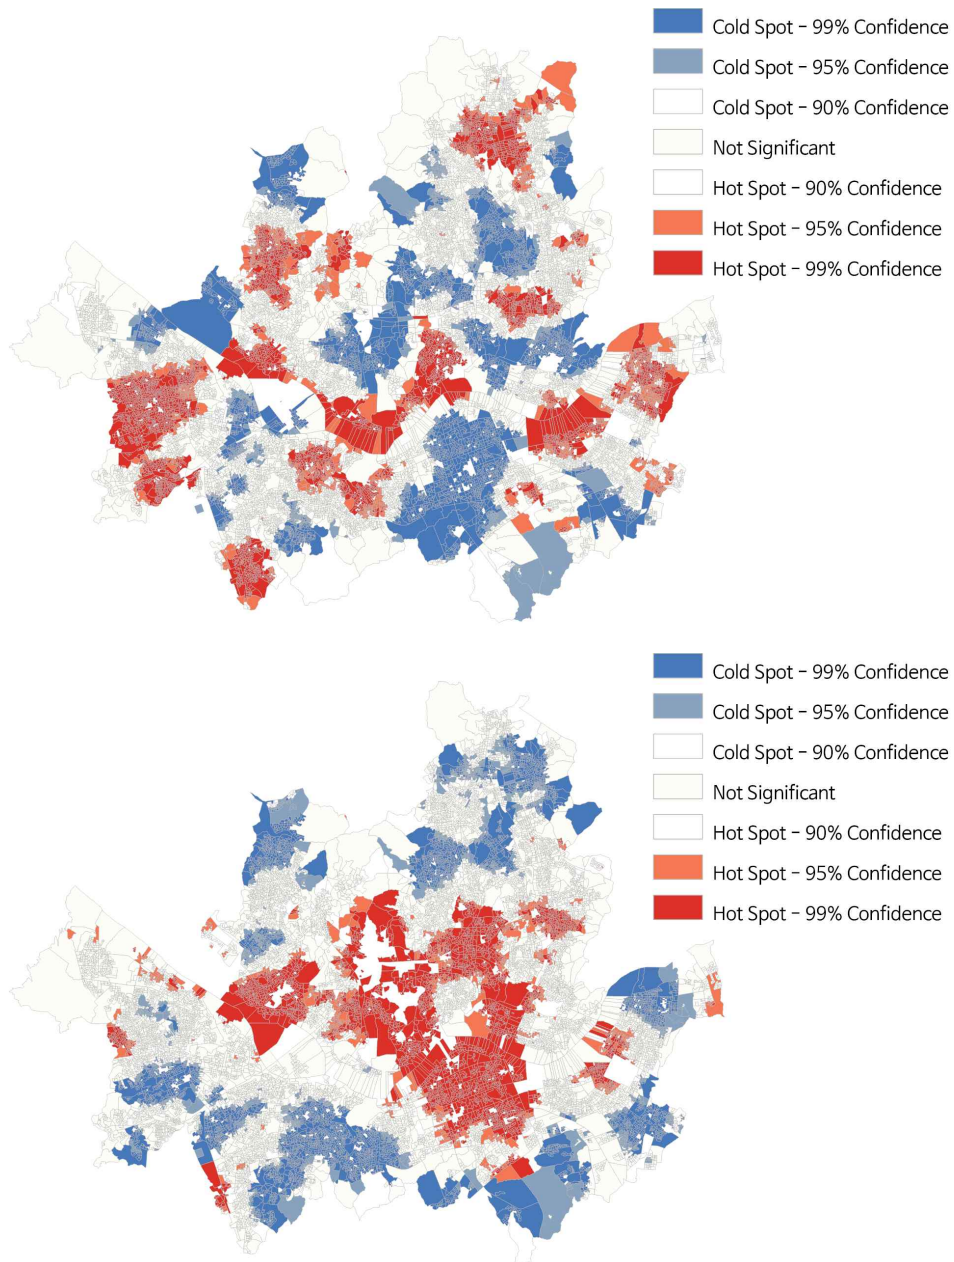 Cold Spot – 99% Confidence
Cold Spot – 95% Confidence
Cold Spot – 90% Confidence
Not Significant
Hot Spot – 90% Confidence
Hot Spot – 95% Confidence
Hot Spot – 99% Confidence
Cold Spot – 99% Confidence
Cold Spot – 95% Confidence
Cold Spot – 90% Confidence
Not Significant
Hot Spot – 90% Confidence
Hot Spot – 95% Confidence
Hot Spot – 99% Confidence